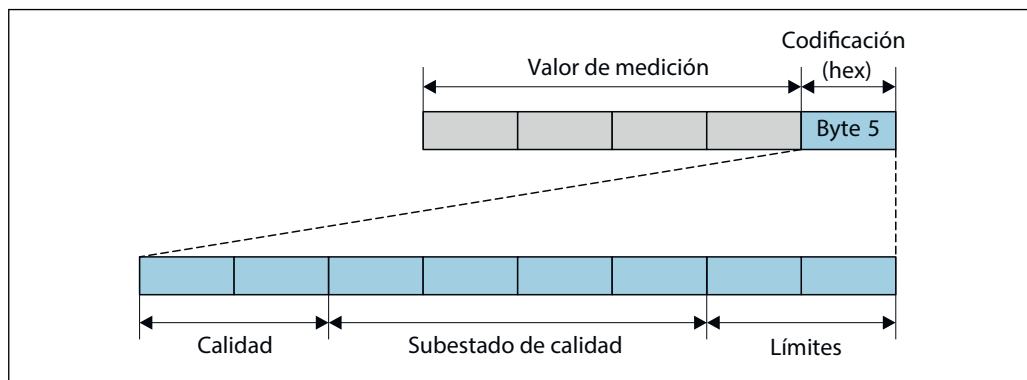 Codificación
(hex)
Valor de medición
Byte 5
Calidad
Subestado de calidad
Límites